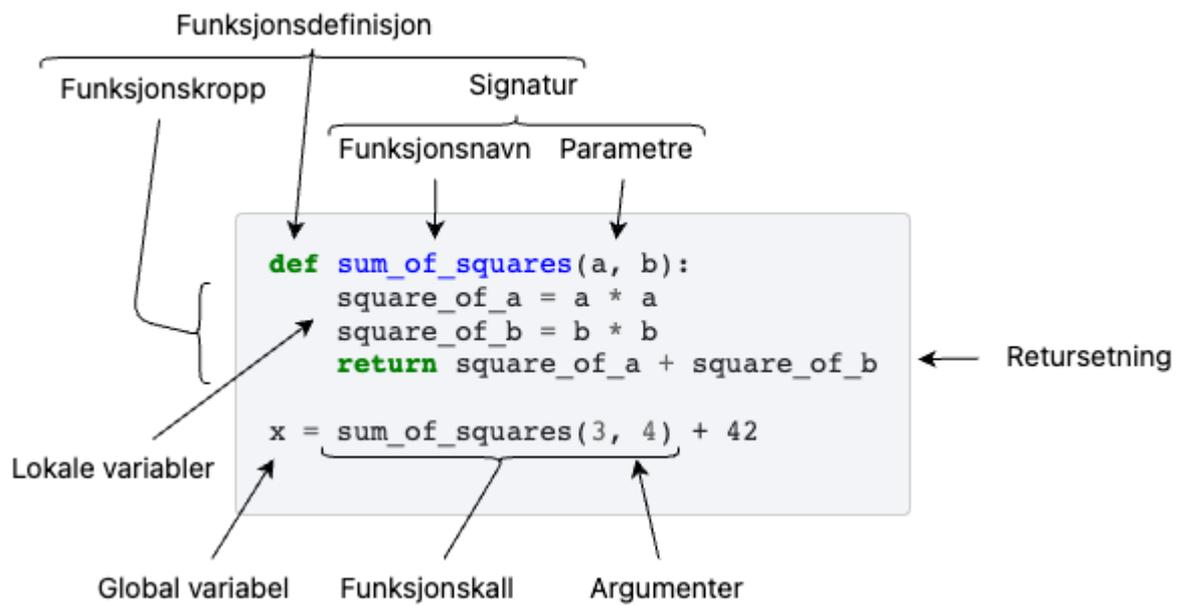 Funksjonsdefinisjon
Funksjonskropp
Signatur
Funksjonsnavn Parametre
def sum_of_squares(a, b):
square_of_a = a * a
square_of_b = b * b
return square_of_a + square_of_b
Retursetning
x = sum_of_squares(3, 4) + 42
Lokale variabler
Global variabel Funksjonskall Argumenter